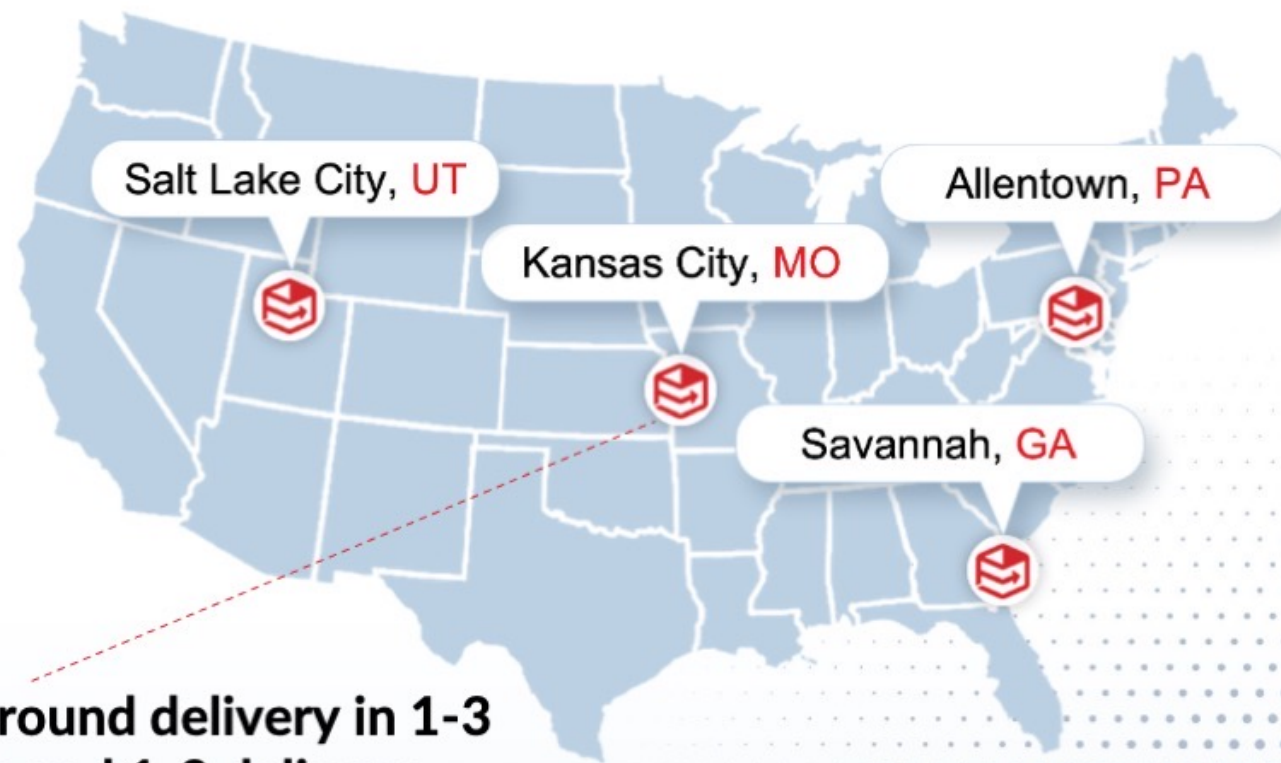 Salt Lake City, UT
Allentown, PA
Kansas City, MO
Savannah, GA
round delivery in 1-3